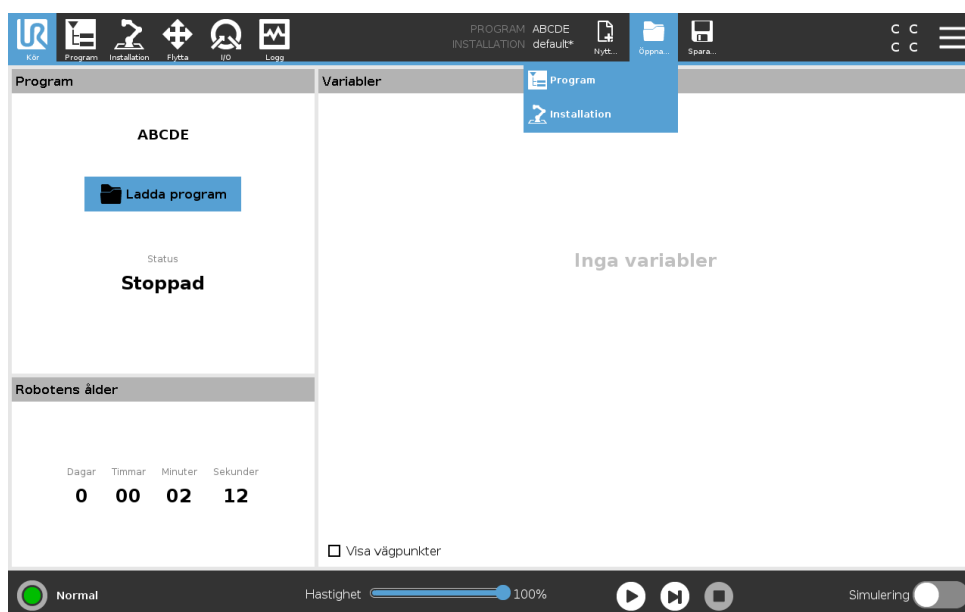 UR
Kör
Program
Installation
Flytta
I/O
Logg
PROGRAM ABCDE
INSTALLATION default*
Nytt...
Öppna...
Spara...
C C
C C
Program
Installation
Program
ABCDE
Ladda program
Status
Stoppad
Variabler
Inga variabler
Robotens ålder
Dagar Timmar Minuter Sekunder
0 00 02 12
Visa vägpunkter
Normal
Hastighet 100%
Simulering